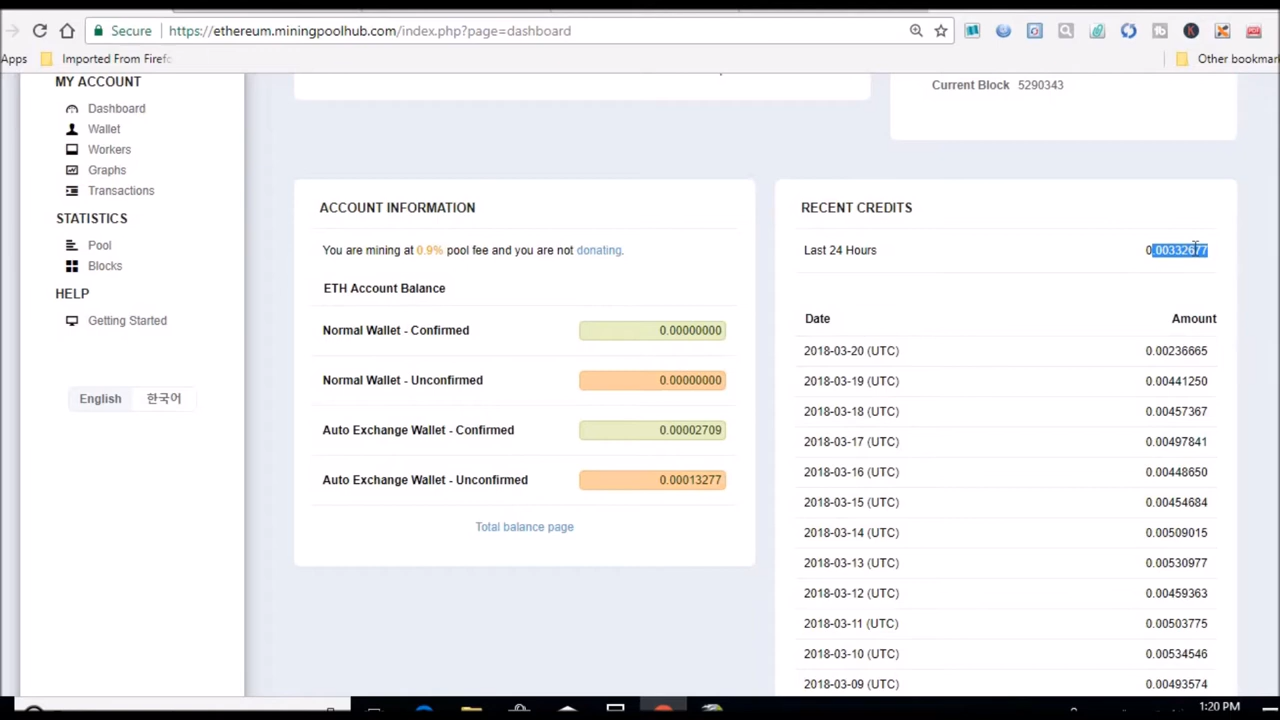 Secure https://ethereum.miningpoolhub.com/index.php?page=dashboard
Apps Imported From Firefo Other bookmar
MY ACCOUNT
Dashboard
Wallet
Workers
Graphs
Transactions
STATISTICS
Pool
Blocks
HELP
Getting Started
English 한국어
Current Block 5290343
ACCOUNT INFORMATION
You are mining at 0.9% pool fee and you are not donating.
ETH Account Balance
Normal Wallet - Confirmed 0.00000000
Normal Wallet - Unconfirmed 0.00000000
Auto Exchange Wallet - Confirmed 0.00002709
Auto Exchange Wallet - Unconfirmed 0.00013277
Total balance page
RECENT CREDITS
Last 24 Hours 0.00332677
Date Amount
2018-03-20 (UTC) 0.00236665
2018-03-19 (UTC) 0.00441250
2018-03-18 (UTC) 0.00457367
2018-03-17 (UTC) 0.00497841
2018-03-16 (UTC) 0.00448650
2018-03-15 (UTC) 0.00454684
2018-03-14 (UTC) 0.00509015
2018-03-13 (UTC) 0.00530977
2018-03-12 (UTC) 0.00459363
2018-03-11 (UTC) 0.00503775
2018-03-10 (UTC) 0.00534546
2018-03-09 (UTC) 0.00493574
1:20 PM